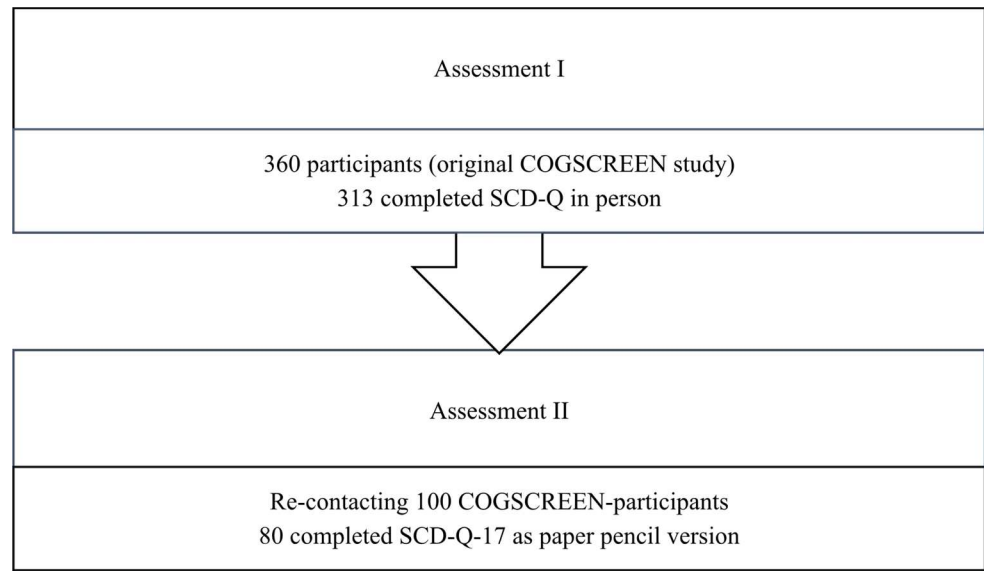 Assessment I
360 participants (original COGSCREEN study)
313 completed SCD-Q in person
Assessment II
Re-contacting 100 COGSCREEN-participants
80 completed SCD-Q-17 as paper pencil version